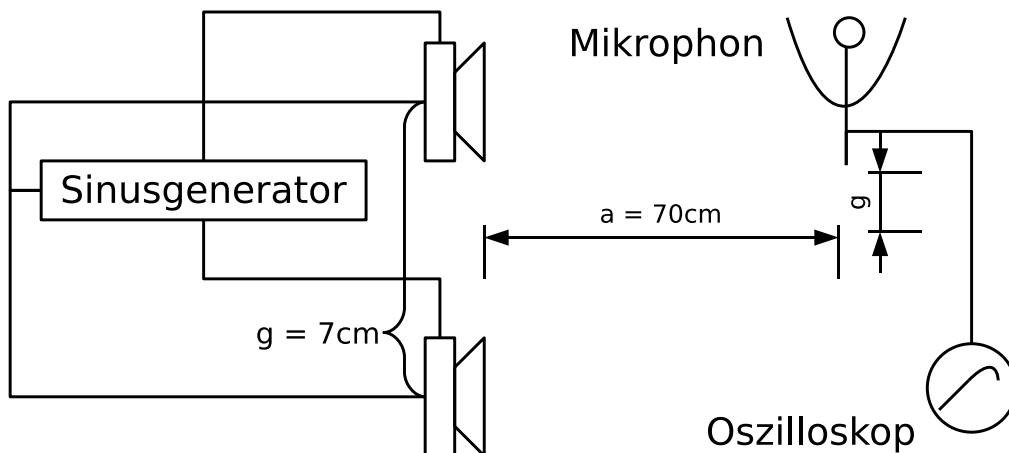 Mikrophon
Sinusgenerator
g
a = 70cm
g = 7cm
Oszilloskop